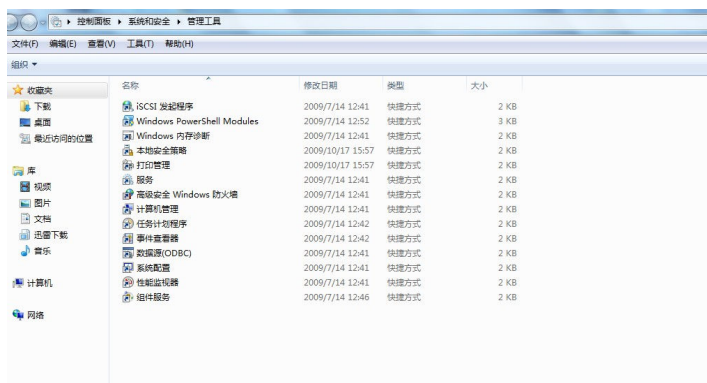 控制面板 ▸ 系统和安全 ▸ 管理工具
文件(F) 编辑(E) 查看(V) 工具(T) 帮助(H)
组织
名称 修改日期 类型 大小
收藏夹
下载
桌面
最近访问的位置
库
视频
图片
文档
迅雷下载
音乐
计算机
网络
iSCSI 发起程序 2009/7/14 12:41 快捷方式 2 KB
Windows PowerShell Modules 2009/7/14 12:52 快捷方式 3 KB
Windows 内存诊断 2009/7/14 12:41 快捷方式 2 KB
本地安全策略 2009/10/17 15:57 快捷方式 2 KB
打印管理 2009/10/17 15:57 快捷方式 2 KB
服务 2009/7/14 12:41 快捷方式 2 KB
高级安全 Windows 防火墙 2009/7/14 12:41 快捷方式 2 KB
计算机管理 2009/7/14 12:41 快捷方式 2 KB
任务计划程序 2009/7/14 12:42 快捷方式 2 KB
事件查看器 2009/7/14 12:42 快捷方式 2 KB
数据源(ODBC) 2009/7/14 12:41 快捷方式 2 KB
系统配置 2009/7/14 12:41 快捷方式 2 KB
性能监视器 2009/7/14 12:41 快捷方式 2 KB
组件服务 2009/7/14 12:46 快捷方式 2 KB